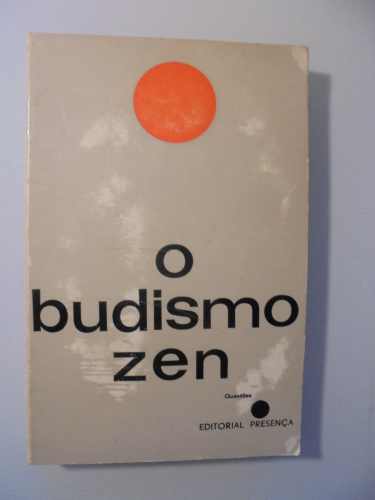 o
budismo
zen
Questões
EDITORIAL PRESENÇA